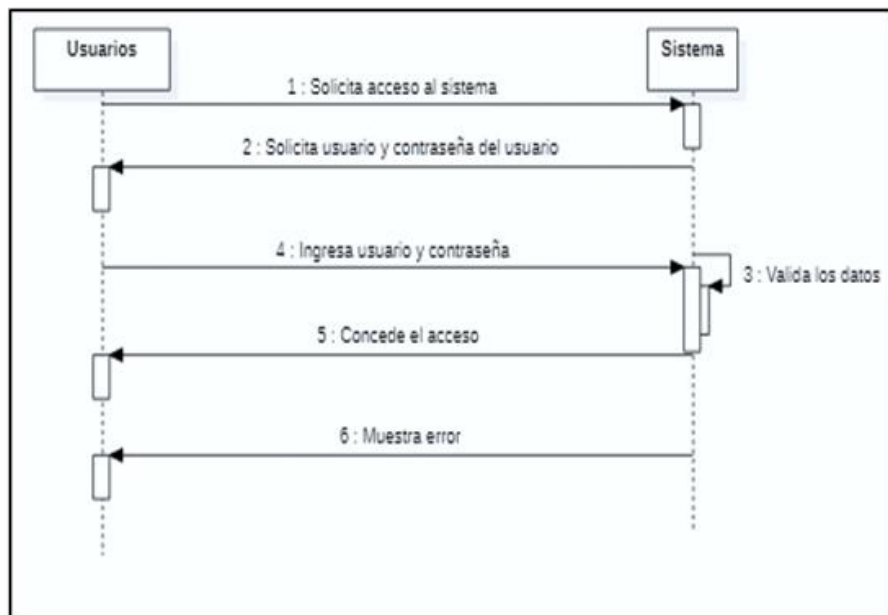 Usuarios
Sistema
1 : Solicita acceso al sistema
2 : Solicita usuario y contraseña del usuario
4 : Ingresa usuario y contraseña
3 : Valida los datos
5 : Concede el acceso
6 : Muestra error